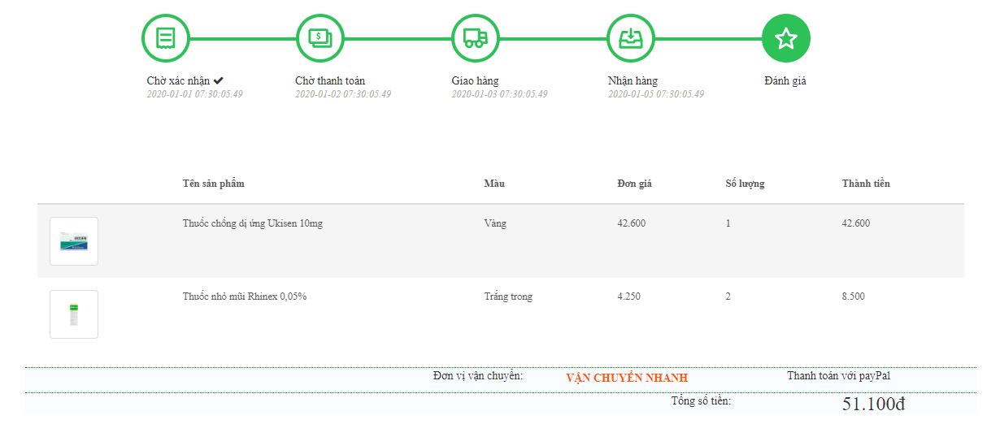 Chờ xác nhận ✔
2020-01-01 07:30:05.49
Chờ thanh toán
2020-01-02 07:30:05.49
Giao hàng
2020-01-03 07:30:05.49
Nhận hàng
2020-01-05 07:30:05.49
Đánh giá
Tên sản phẩm Màu Đơn giá Số lượng Thành tiền
Thuốc chống dị ứng Ukisen 10mg Vàng 42.600 1 42.600
Thuốc nhỏ mũi Rhinex 0,05% Trắng trong 4.250 2 8.500
Đơn vị vận chuyển: VẬN CHUYỂN NHANH Thanh toán với payPal
Tổng số tiền: 51.100đ